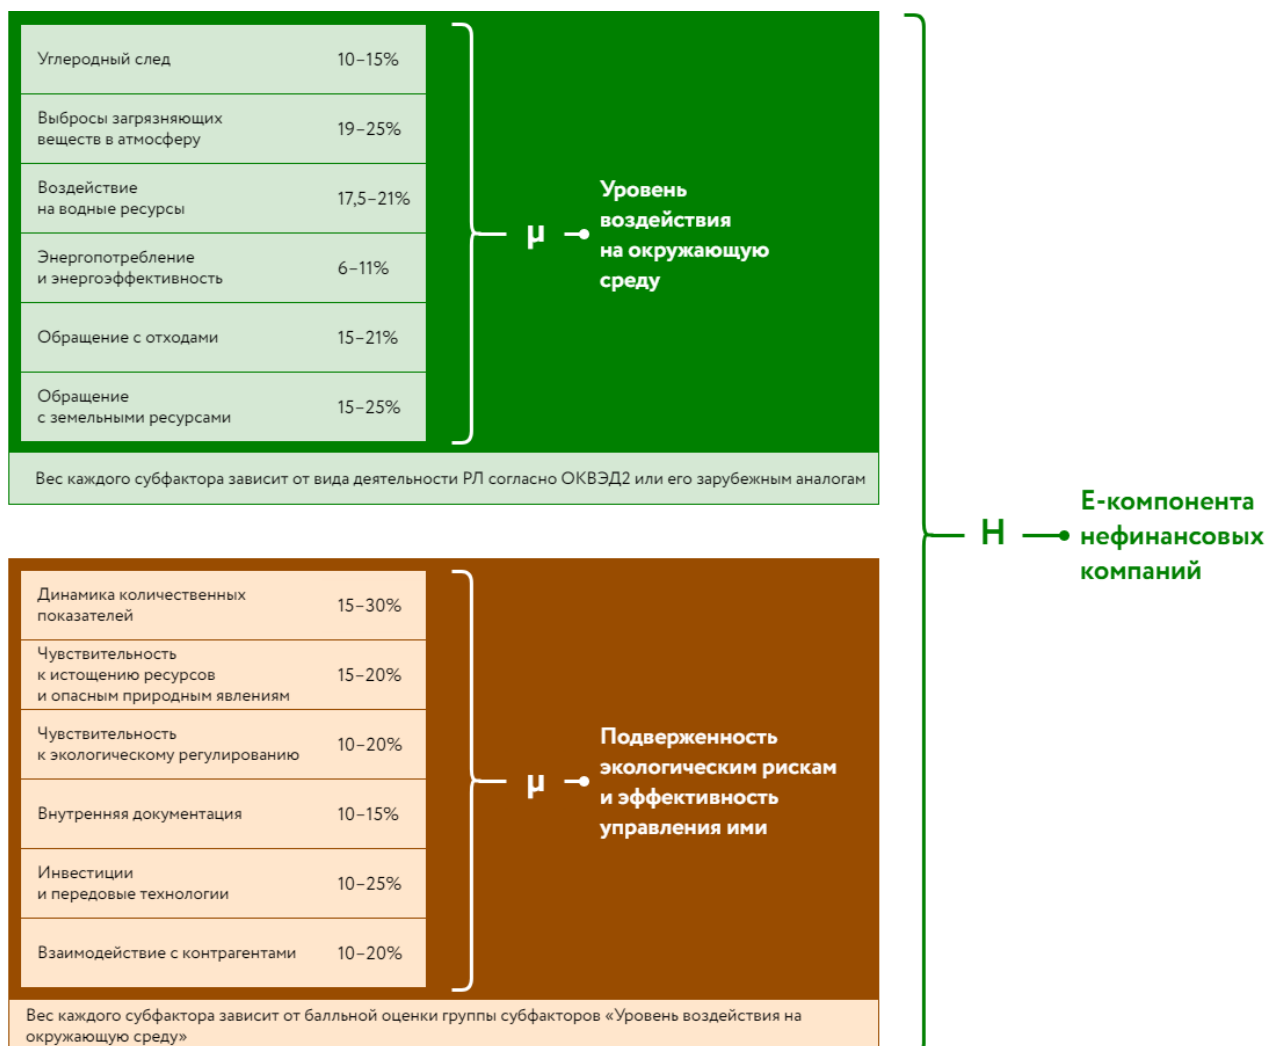 Углеродный след
10–15%
Выбросы загрязняющих
веществ в атмосферу
19–25%
Воздействие
на водные ресурсы
17,5–21%
Энергопотребление
и энергоэффективность
6–11%
Обращение с отходами
15–21%
Обращение
с земельными ресурсами
15–25%
μ
Уровень
воздействия
на окружающую
среду
Вес каждого субфактора зависит от вида деятельности РЛ согласно ОКВЭД2 или его зарубежным аналогам
Динамика количественных
показателей
15–30%
Чувствительность
к истощению ресурсов
и опасным природным явлениям
15–20%
Чувствительность
к экологическому регулированию
10–20%
Внутренняя документация
10–15%
Инвестиции
и передовые технологии
10–25%
Взаимодействие с контрагентами
10–20%
μ
Подверженность
экологическим рискам
и эффективность
управления ими
Вес каждого субфактора зависит от балльной оценки группы субфакторов «Уровень воздействия на
окружающую среду»
H
Е-компонента
нефинансовых
компаний